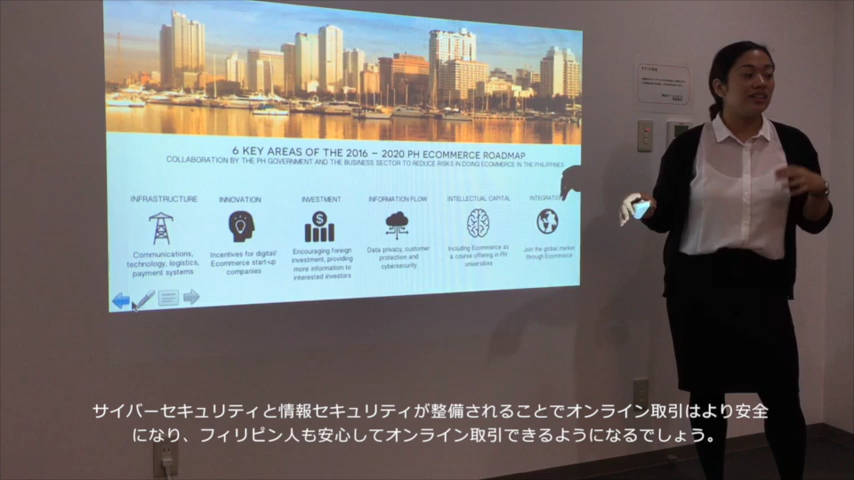 6 KEY AREAS OF THE 2016 – 2020 PH ECOMMERCE ROADMAP
COLLABORATION BY THE PH GOVERNMENT AND THE BUSINESS SECTOR TO REDUCE RISKS IN DOING ECOMMERCE IN THE PHILIPPINES
INFRASTRUCTURE
Communications,
technology, logistics,
payment systems
INNOVATION
Incentives for digital/
Ecommerce start-up
companies
INVESTMENT
Encouraging foreign
investment, providing
more information to
interested investors
INFORMATION FLOW
Data privacy, customer
protection and
cybersecurity
INTELLECTUAL CAPITAL
Including Ecommerce as
a course offering in PH
universities
INTEGRATION
Join the global market
through Ecommerce
サイバーセキュリティと情報セキュリティが整備されることでオンライン取引はより安全
になり、フィリピン人も安心してオンライン取引できるようになるでしょう。